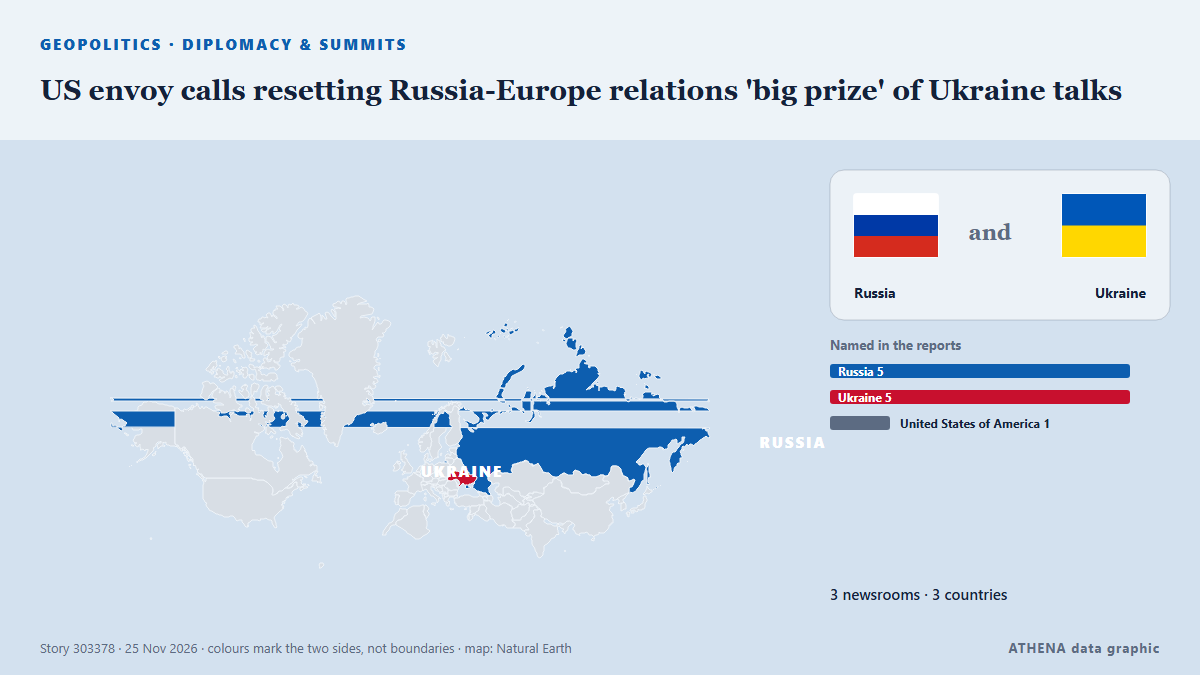 GEOPOLITICS · DIPLOMACY & SUMMITS
US envoy calls resetting Russia-Europe relations 'big prize' of Ukraine talks
and
Russia
Ukraine
Named in the reports
Russia 5
Ukraine 5
United States of America 1
RUSSIA
UKRAINE
3 newsrooms · 3 countries
Story 303378 · 25 Nov 2026 · colours mark the two sides, not boundaries · map: Natural Earth
ATHENA data graphic